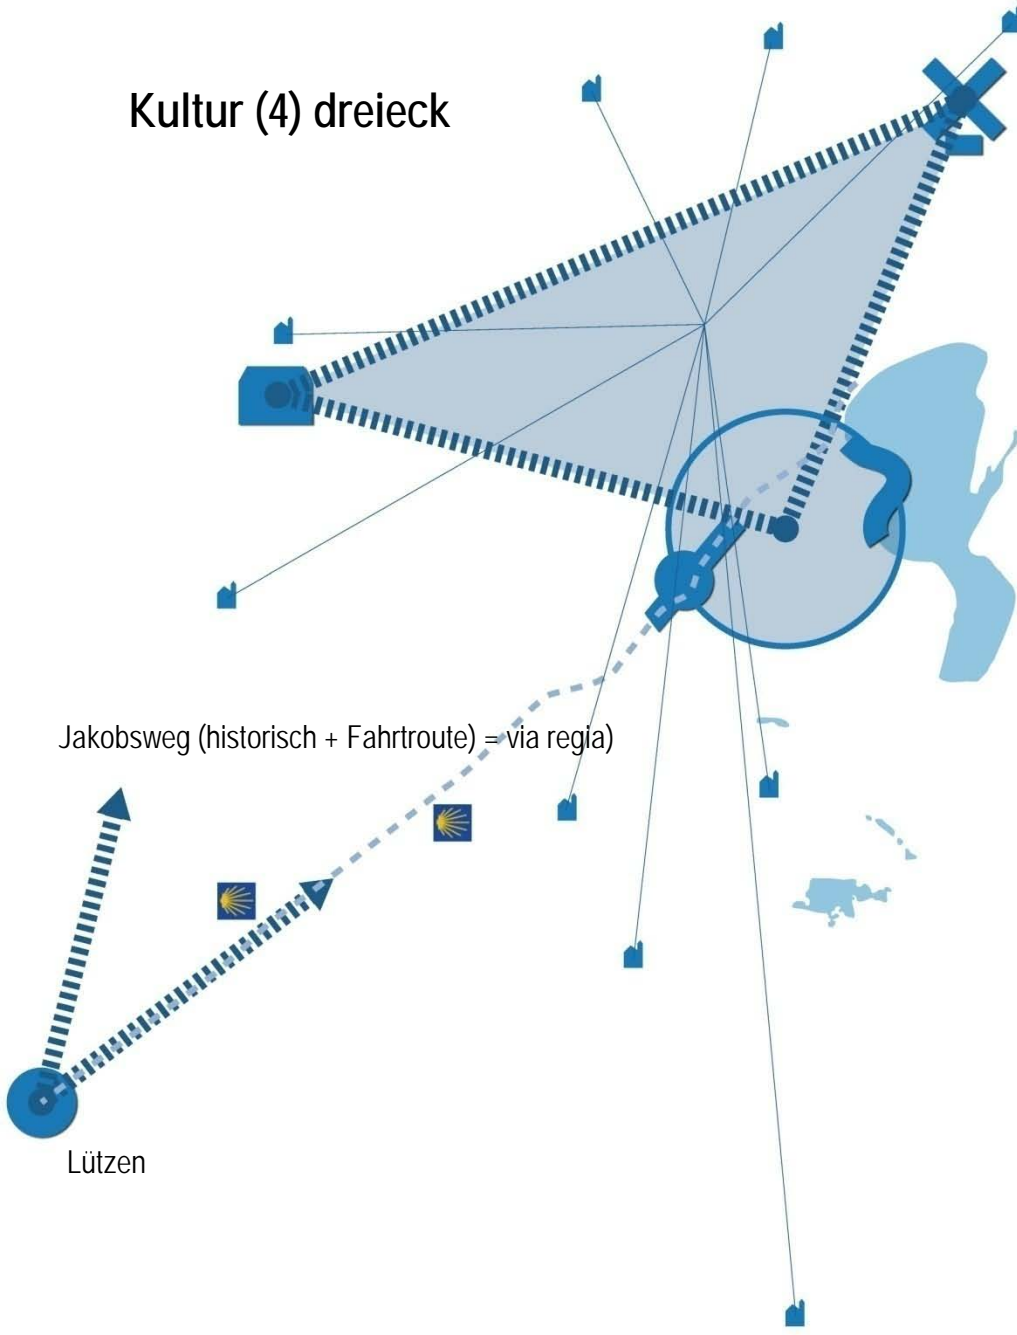 Kultur (4) dreieck
Jakobsweg (historisch + Fahrtroute) = via regia)
Lützen